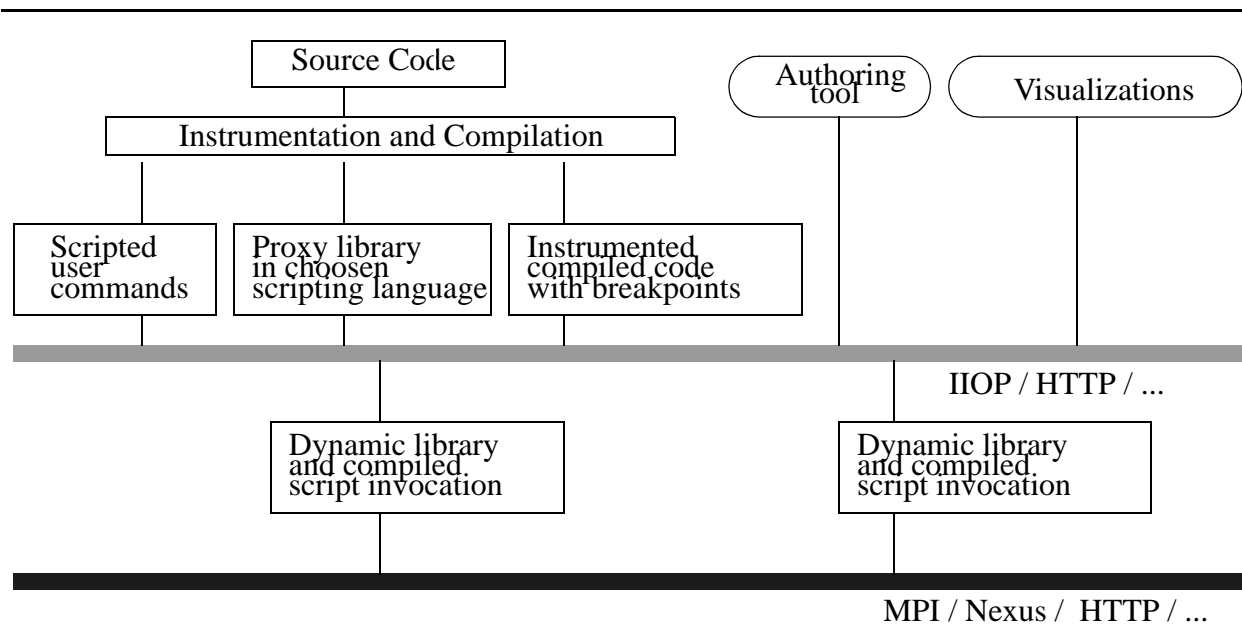 Source Code
Authoring
tool
Visualizations
Instrumentation and Compilation
Scripted
user
commands
Proxy library
in choosen
scripting language
Instrumented
compiled code
with breakpoints
IIOP / HTTP / ...
Dynamic library
and compiled.
script invocation
Dynamic library
and compiled.
script invocation
MPI / Nexus / HTTP / ...